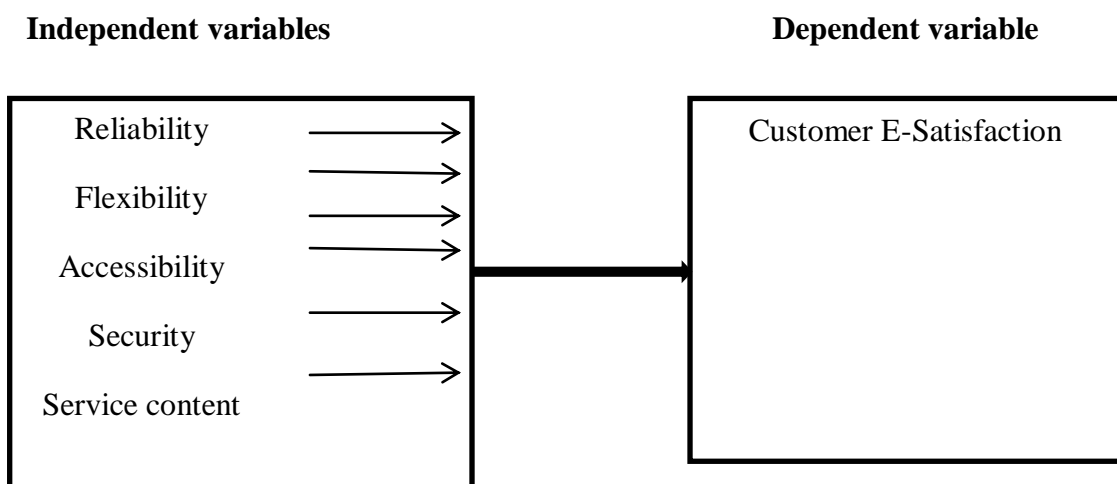 Independent variables
Dependent variable
Reliability
Flexibility
Accessibility
Security
Service content
Customer E-Satisfaction